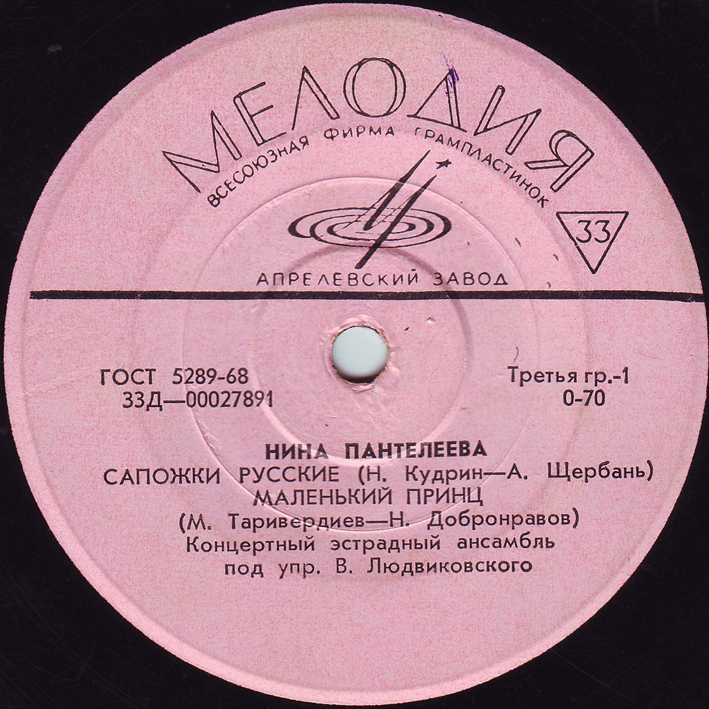 МЕЛОДИЯ
ВСЕСОЮЗНАЯ ФИРМА ГРАМПЛАСТИНОК
33
АПРЕЛЕВСКИЙ ЗАВОД
ГОСТ 5289-68
Третья гр.-1
33Д—00027891
0-70
НИНА ПАНТЕЛЕЕВА
САПОЖКИ РУССКИЕ (Н. Кудрин—А. Щербань)
МАЛЕНЬКИЙ ПРИНЦ
(М. Таривердиев—Н. Добронравов)
Концертный эстрадный ансамбль
под упр. В. Людвиковского